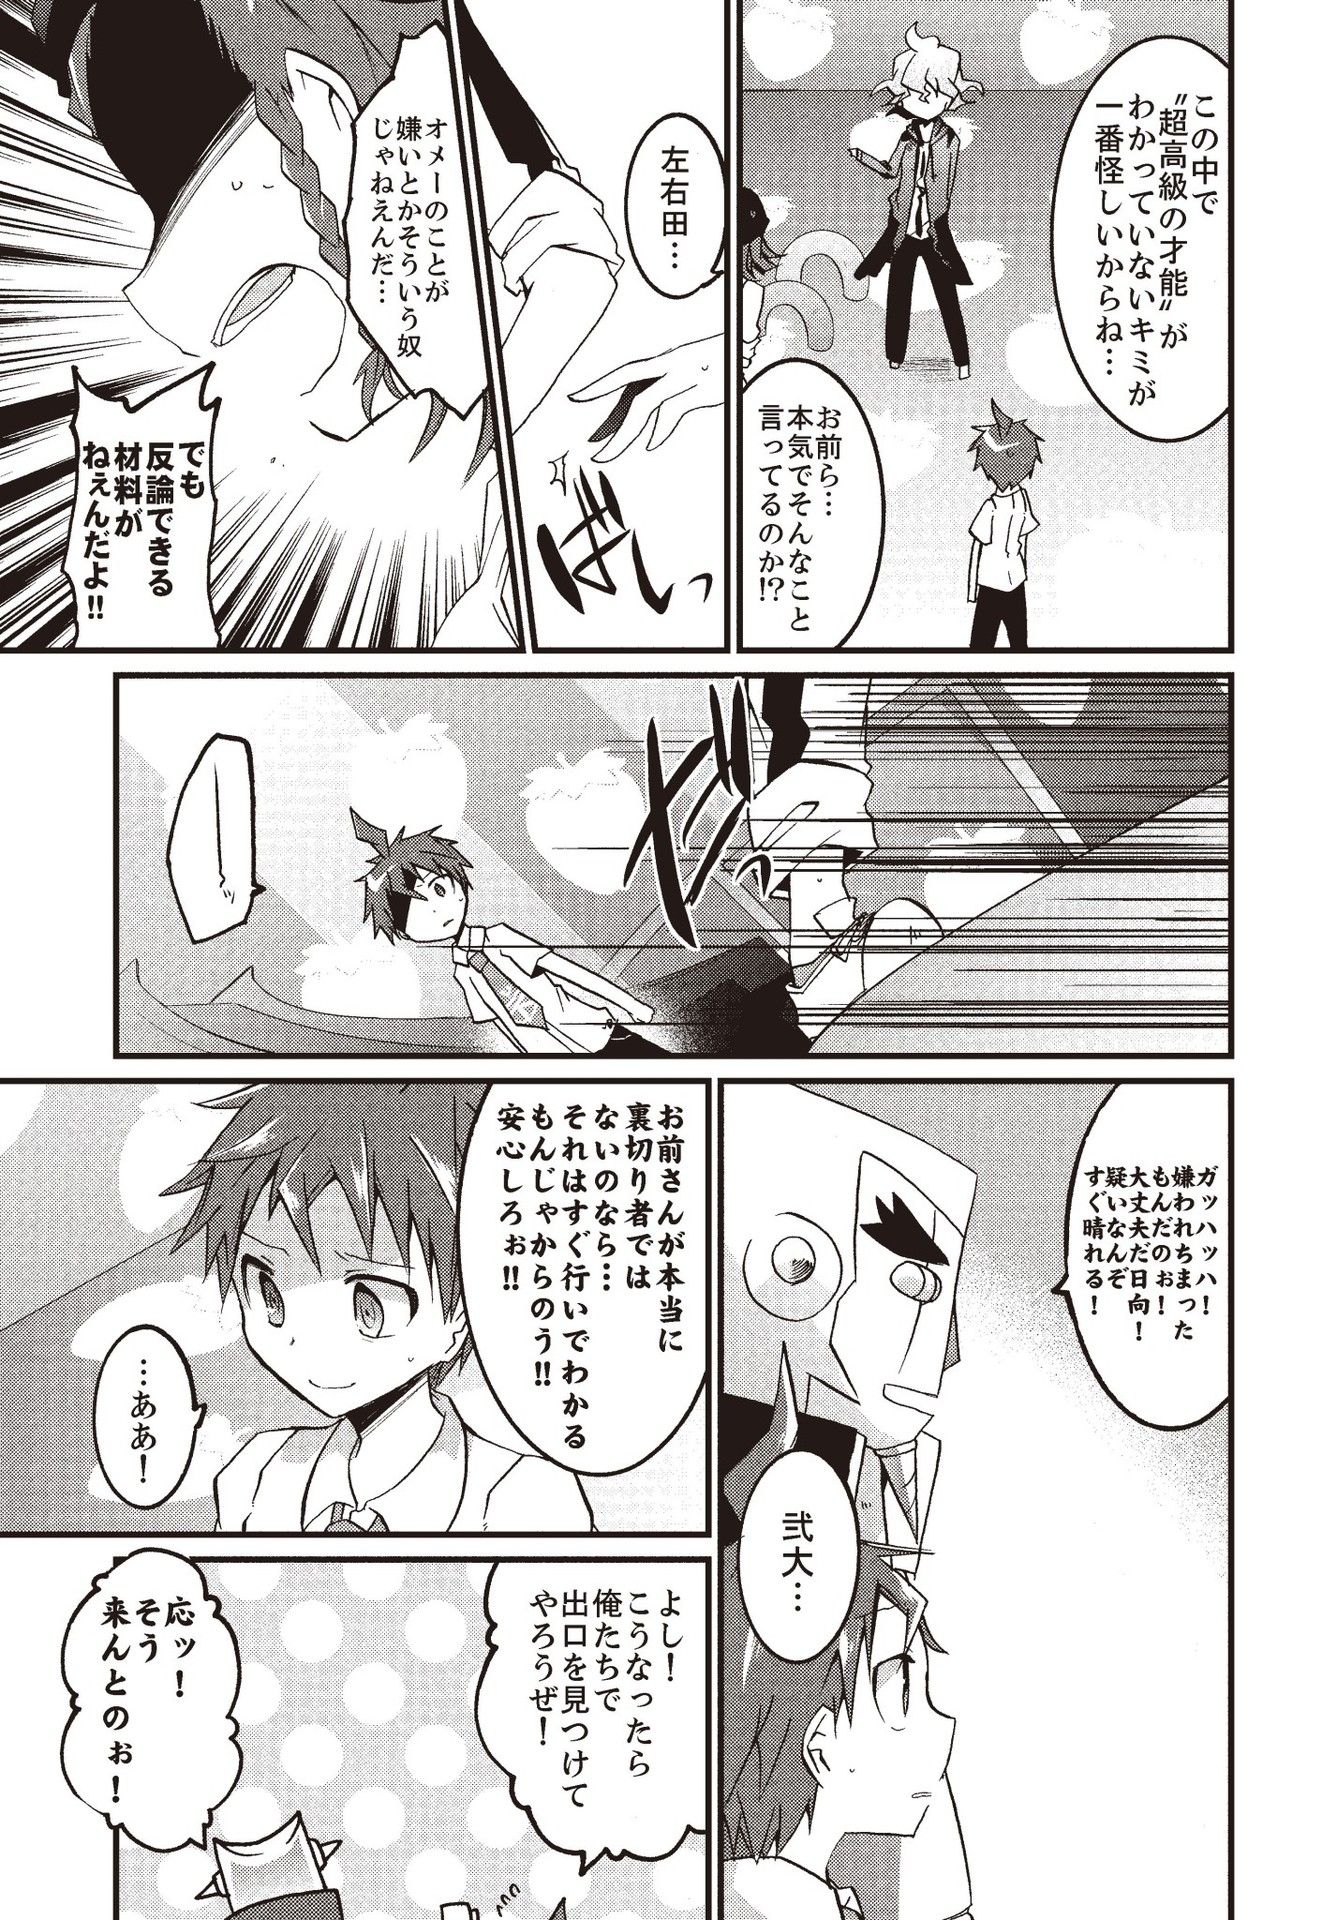 この中で
〝超高級の才能〟が
わかっていないキミが
一番怪しいからね…
お前ら…
本気でそんなこと
言ってるのか!?
左右田…
ばしっ
オメーのことが
嫌いとかそういう奴
じゃねえんだ…
でも
反論できる
材料が
ねぇんだよ!!
ダッ
ガッハッハ!
嫌われちまった
もんだのぉ!
大丈夫だ日向!
疑いなんぞ
すぐ晴れる!
弐大…
お前さんが本当に
裏切り者では
ないのなら…
それはすぐ行いでわかる
もんじゃからのう!!
安心しろぉ!!
…ああ!
よし!
こうなったら
俺たちで
出口を見つけて
やろうぜ!
応ッ!
そう
来んとのぉ!